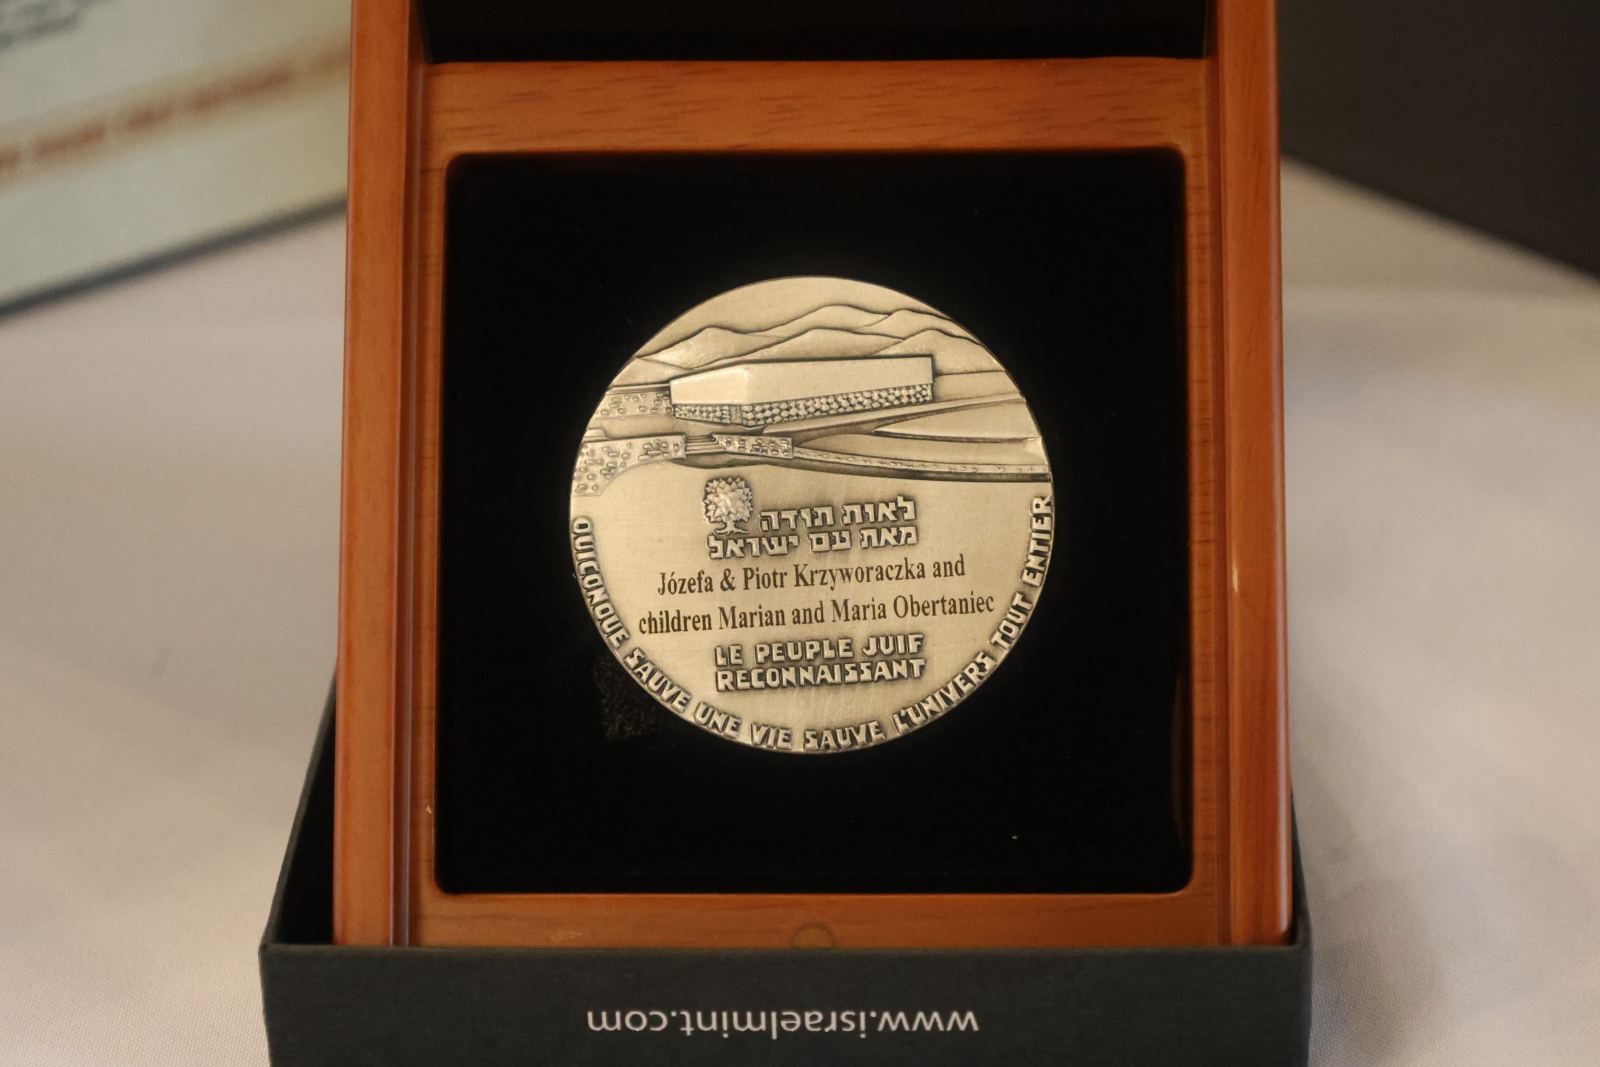 לאות תודה
מאת עם ישראל
Józefa & Piotr Krzyworaczka and
children Marian and Maria Obertaniec
LE PEUPLE JUIF
RECONNAISSANT
QUICONQUE SAUVE UNE VIE SAUVE L'UNIVERS TOUT ENTIER
www.israelmint.com